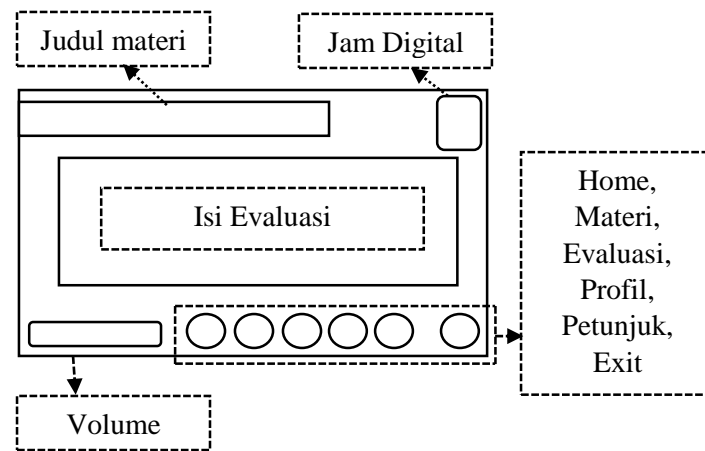 Judul materi
Jam Digital
Isi Evaluasi
Home,
Materi,
Evaluasi,
Profil,
Petunjuk,
Exit
Volume